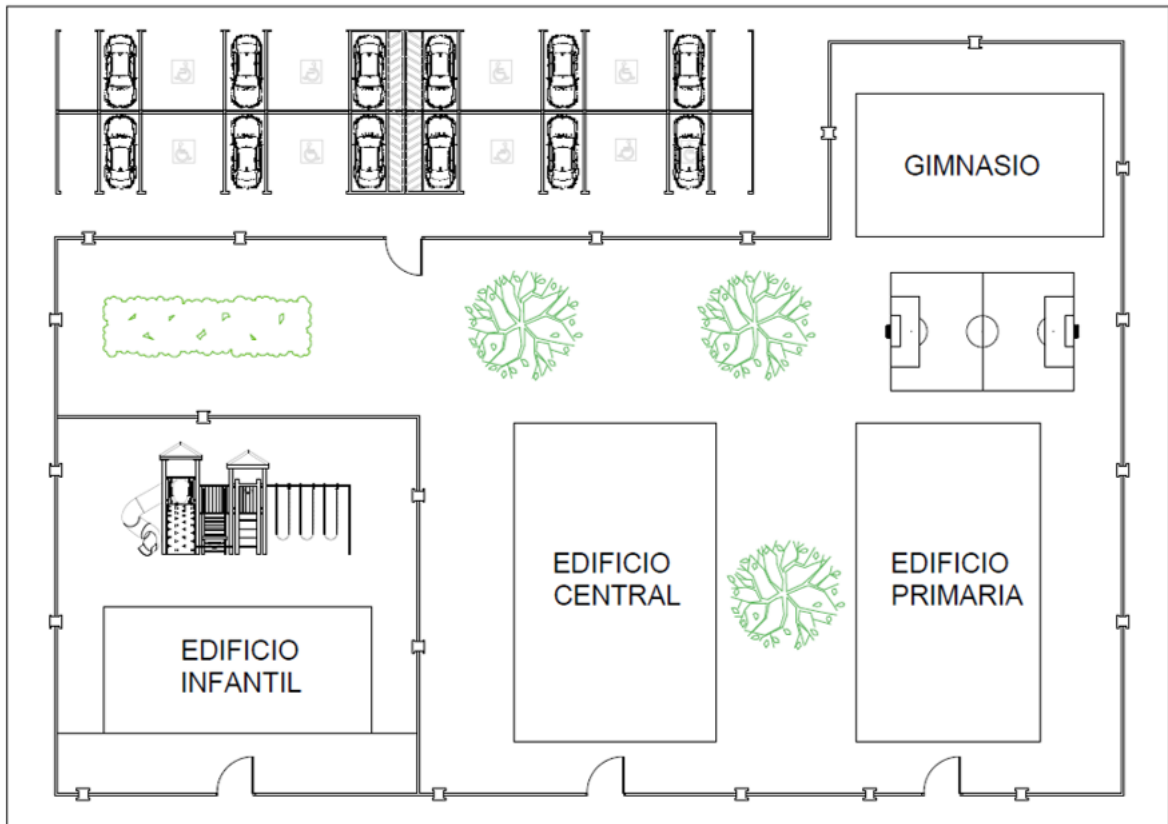 GIMNASIO
EDIFICIO
CENTRAL
EDIFICIO
PRIMARIA
EDIFICIO
INFANTIL